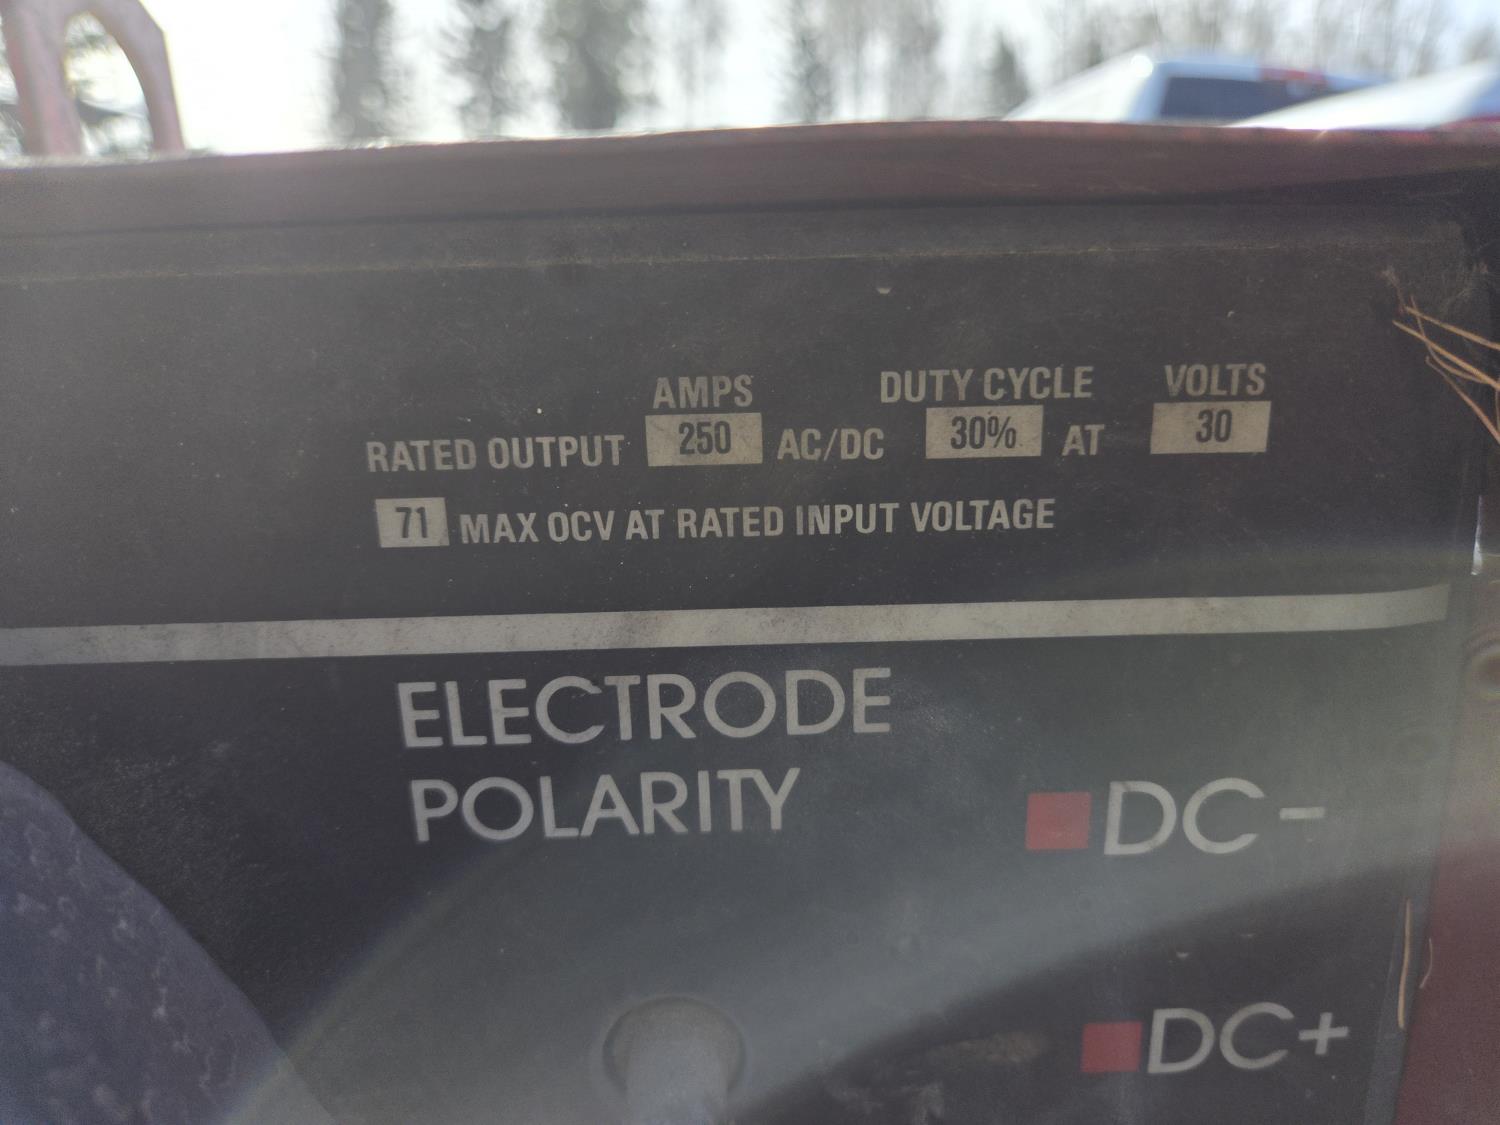 AMPS DUTY CYCLE VOLTS
RATED OUTPUT 250 AC/DC 30% AT 30
71 MAX OCV AT RATED INPUT VOLTAGE
ELECTRODE
POLARITY
DC-
DC+